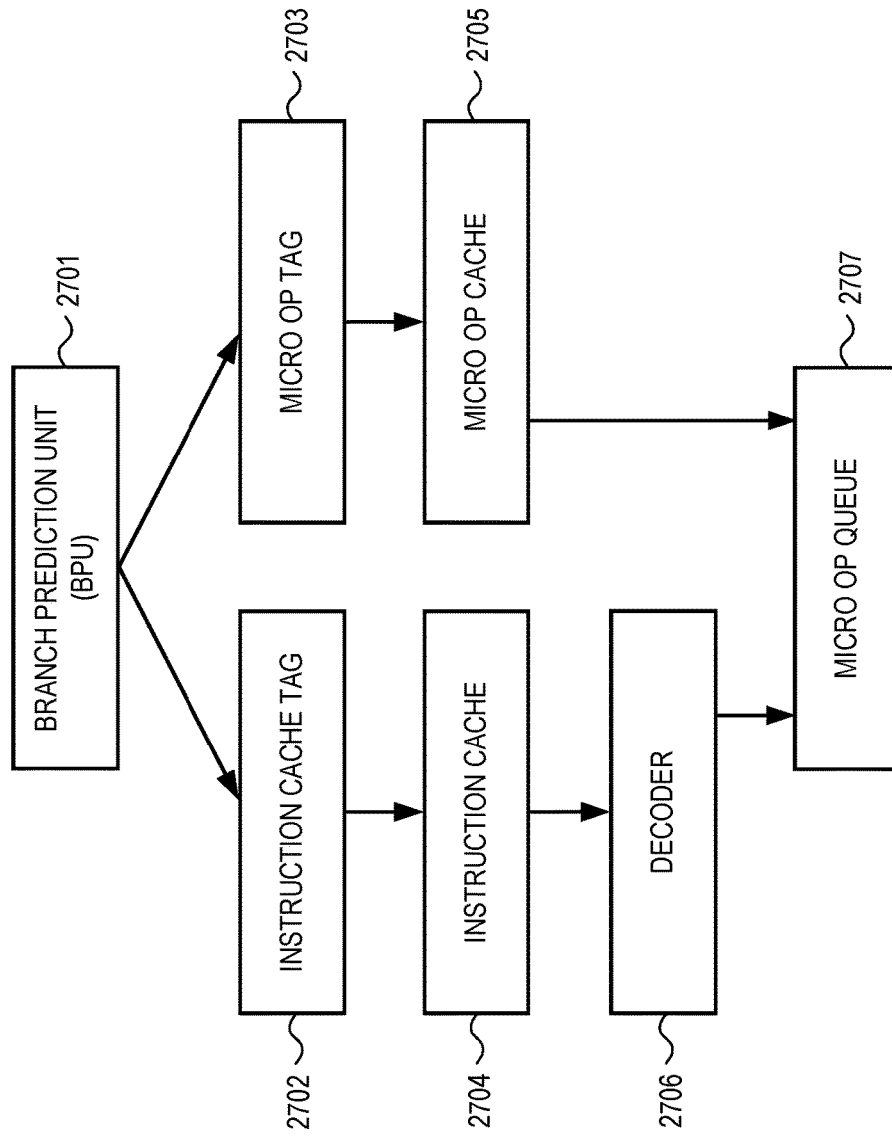 BRANCH PREDICTION UNIT
(BPU)
2701
INSTRUCTION CACHE TAG
2702
MICRO OP TAG
2703
INSTRUCTION CACHE
2704
MICRO OP CACHE
2705
DECODER
2706
MICRO OP QUEUE
2707